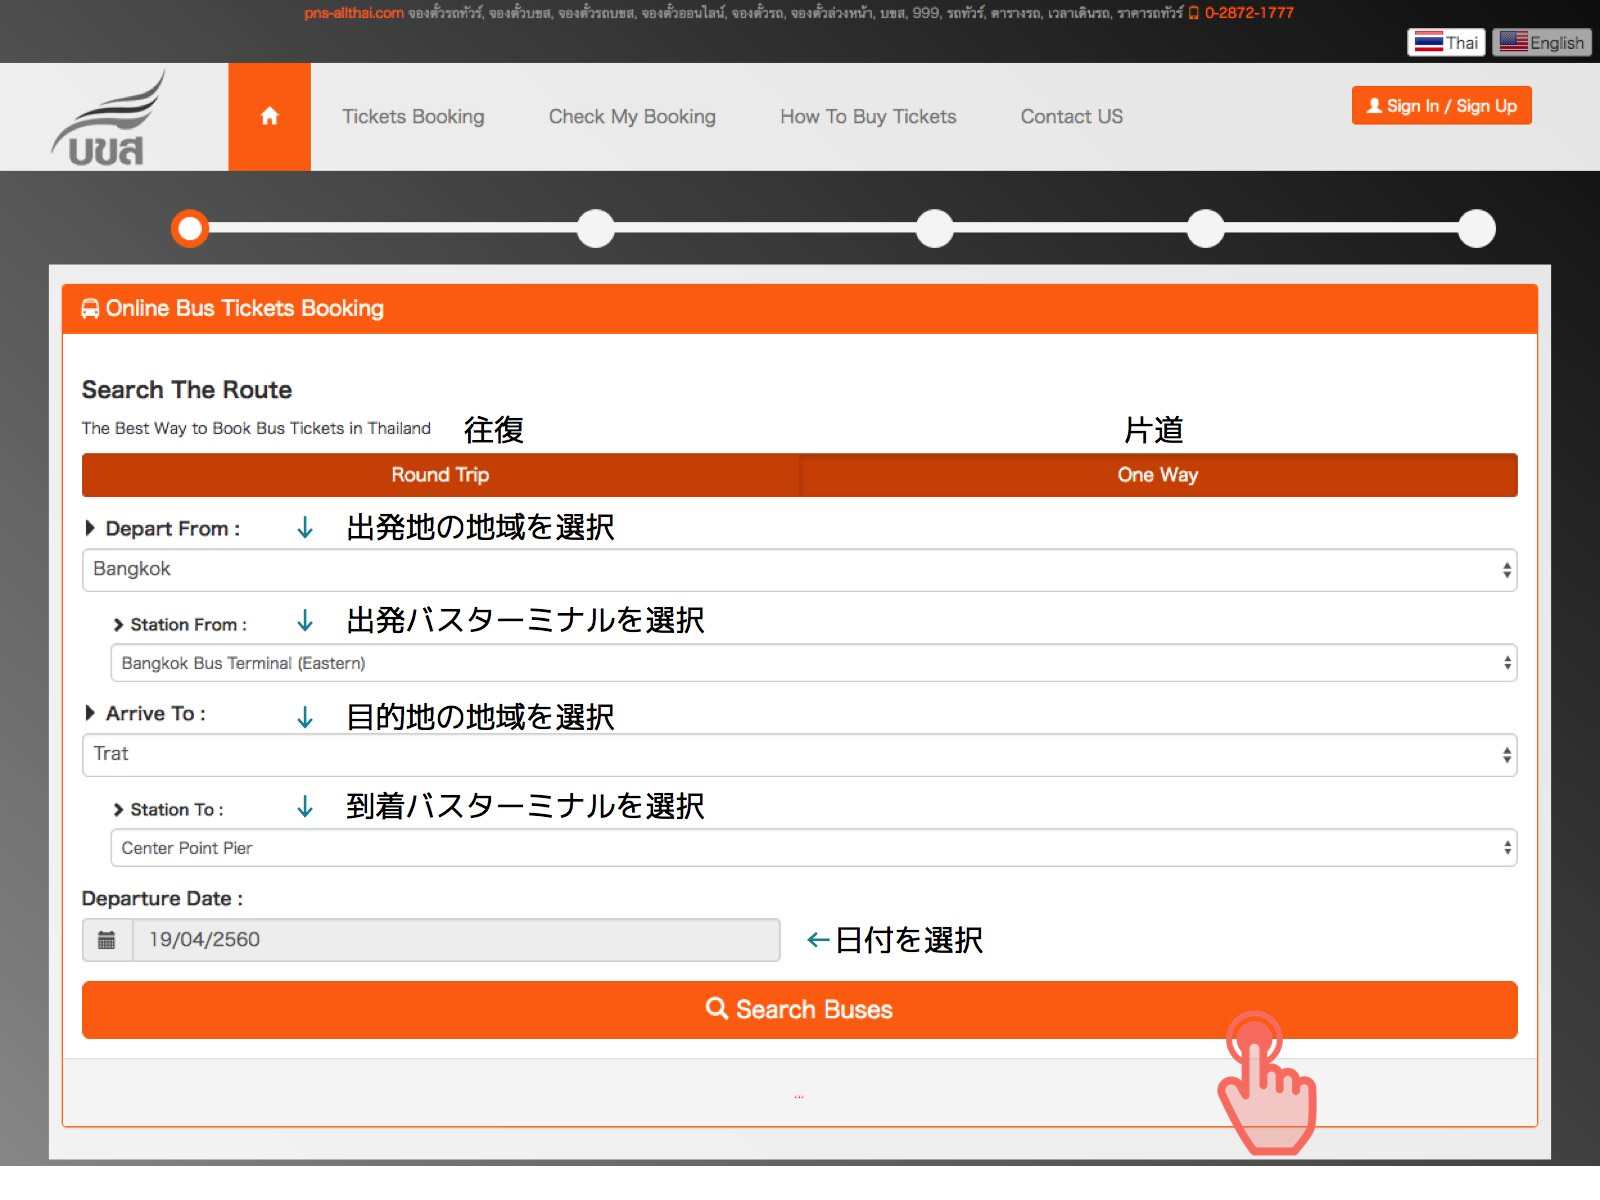 pns-allthai.com จองตั๋วรถทัวร์, จองตั๋วบขส, จองตั๋วรถบขส, จองตั๋วออนไลน์, จองตั๋วรถ, จองตั๋วล่วงหน้า, บขส, 999, รถทัวร์, ตารางรถ, เวลาเดินรถ, ราคารถทัวร์ 0-2872-1777
Thai English
บขส
Tickets Booking Check My Booking How To Buy Tickets Contact US Sign In / Sign Up
Online Bus Tickets Booking
Search The Route
The Best Way to Book Bus Tickets in Thailand 往復 片道
Round Trip One Way
Depart From : ↓ 出発地の地域を選択
Bangkok
Station From : ↓ 出発バスターミナルを選択
Bangkok Bus Terminal (Eastern)
Arrive To : ↓ 目的地の地域を選択
Trat
Station To : ↓ 到着バスターミナルを選択
Center Point Pier
Departure Date :
19/04/2560 ←日付を選択
Search Buses
...